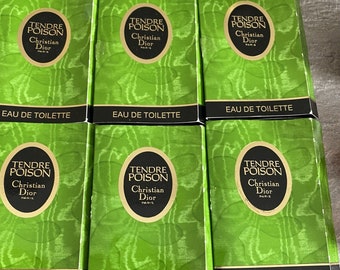 TENDRE
POISON
Christian
Dior
PARIS
EAU DE TOILETTE
TENDRE
POISON
Christian
Dior
PARIS
EAU DE TOILETTE
TENDRE
POISON
Christian
Dior
PARIS
EAU DE TOILETTE
TENDRE
POISON
Christian
Dior
PARIS
TENDRE
POISON
Christian
Dior
PARIS
TENDRE
POISON
Christian
Dior
PARIS